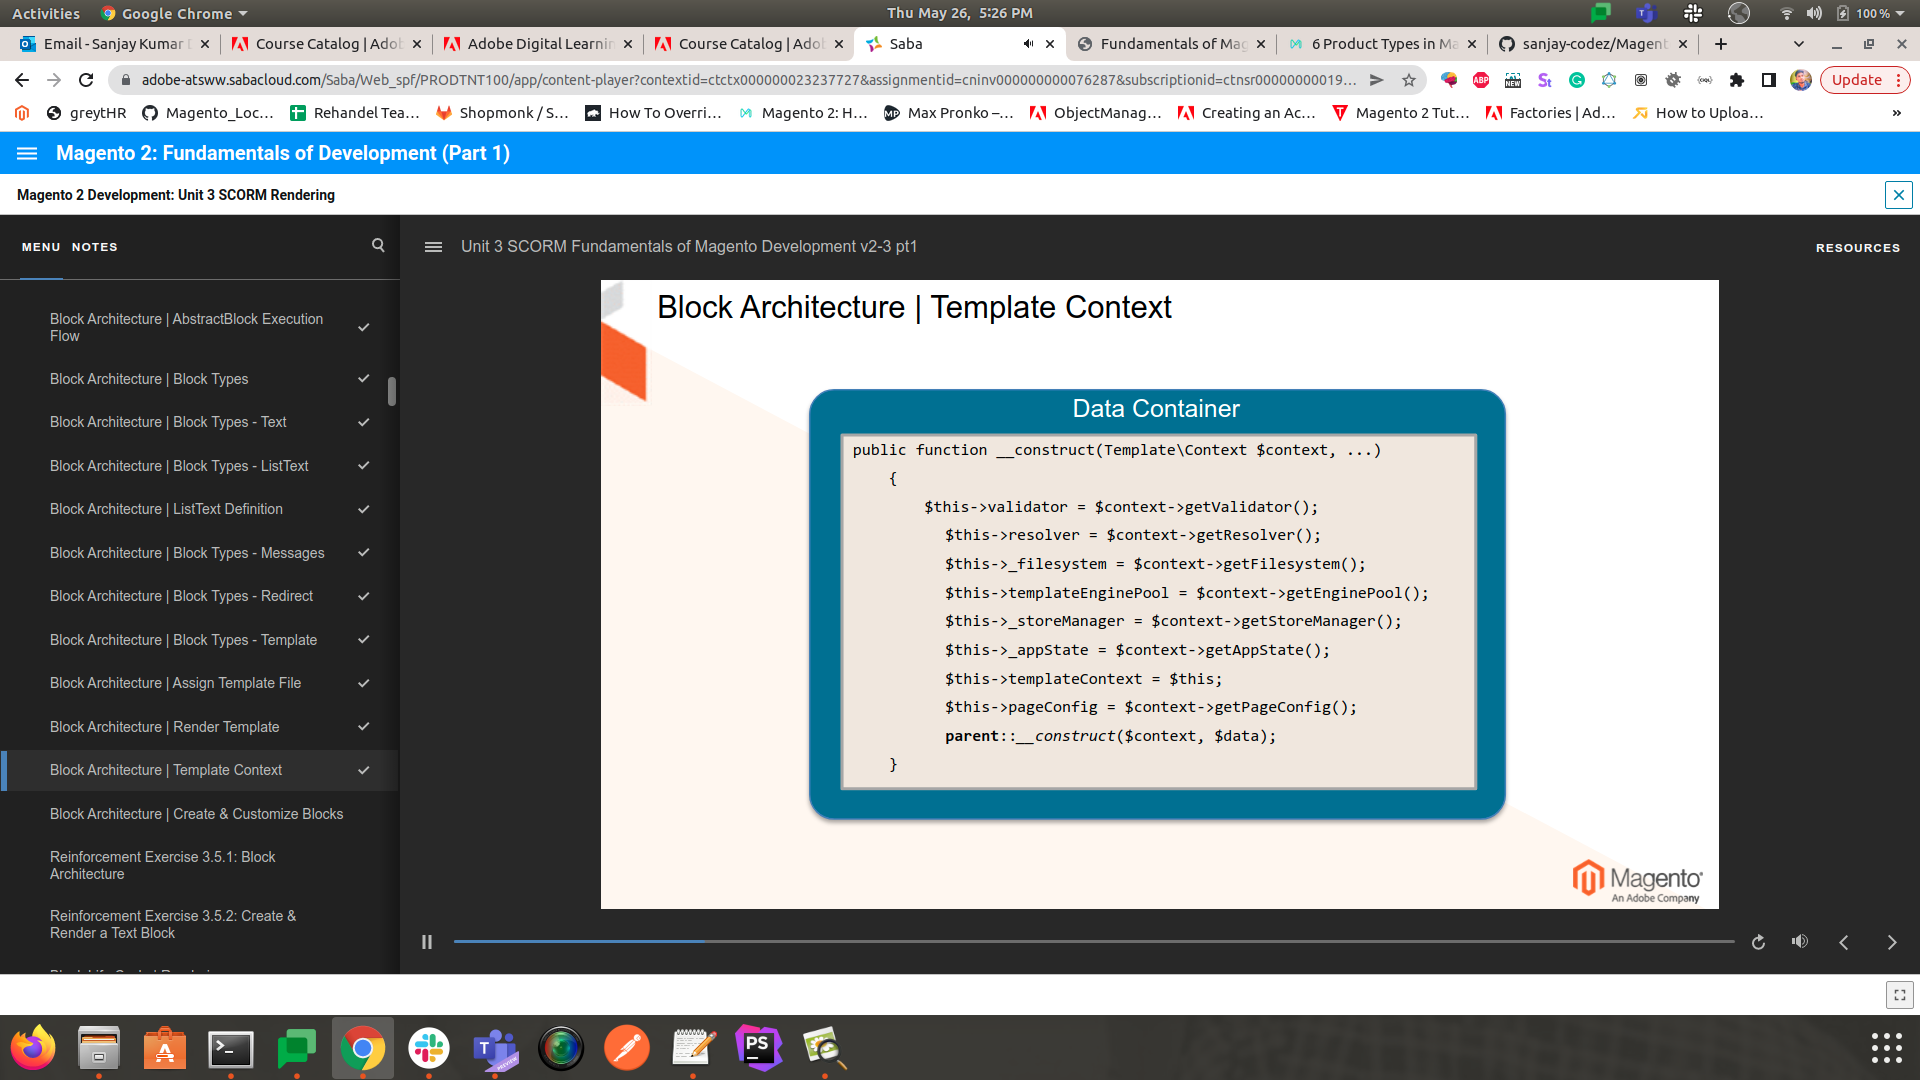 Activities
Google Chrome
Thu May 26, 5:26 PM
100 %
Email - Sanjay Kumar
Course Catalog | Adob
Adobe Digital Learnin
Course Catalog | Adob
Saba
Fundamentals of Mag
6 Product Types in Ma
sanjay-codez/Magent
adobe-atsww.sabacloud.com/Saba/Web_spf/PRODTNT100/app/content-player?contextid=ctctx000000023237727&assignmentid=cninv000000000076287&subscriptionid=ctnsr00000000019...
ABP
NEW
Update
greytHR
Magento_Loc...
Rehandel Tea...
Shopmonk / S...
How To Overri...
Magento 2: H...
Max Pronko –...
ObjectManag...
Creating an Ac...
Magento 2 Tut...
Factories | Ad...
How to Uploa...
»
Magento 2: Fundamentals of Development (Part 1)
Magento 2 Development: Unit 3 SCORM Rendering
MENU NOTES
Unit 3 SCORM Fundamentals of Magento Development v2-3 pt1
RESOURCES
Block Architecture | AbstractBlock Execution
Flow
Block Architecture | Block Types
Block Architecture | Block Types - Text
Block Architecture | Block Types - ListText
Block Architecture | ListText Definition
Block Architecture | Block Types - Messages
Block Architecture | Block Types - Redirect
Block Architecture | Block Types - Template
Block Architecture | Assign Template File
Block Architecture | Render Template
Block Architecture | Template Context
Block Architecture | Create & Customize Blocks
Reinforcement Exercise 3.5.1: Block
Architecture
Reinforcement Exercise 3.5.2: Create &
Render a Text Block
Block Architecture | Template Context
Data Container
public function __construct(Template\Context $context, ...)
{
$this->validator = $context->getValidator();
$this->resolver = $context->getResolver();
$this->_filesystem = $context->getFilesystem();
$this->templateEnginePool = $context->getEnginePool();
$this->_storeManager = $context->getStoreManager();
$this->_appState = $context->getAppState();
$this->templateContext = $this;
$this->pageConfig = $context->getPageConfig();
parent::__construct($context, $data);
}
Magento
An Adobe Company